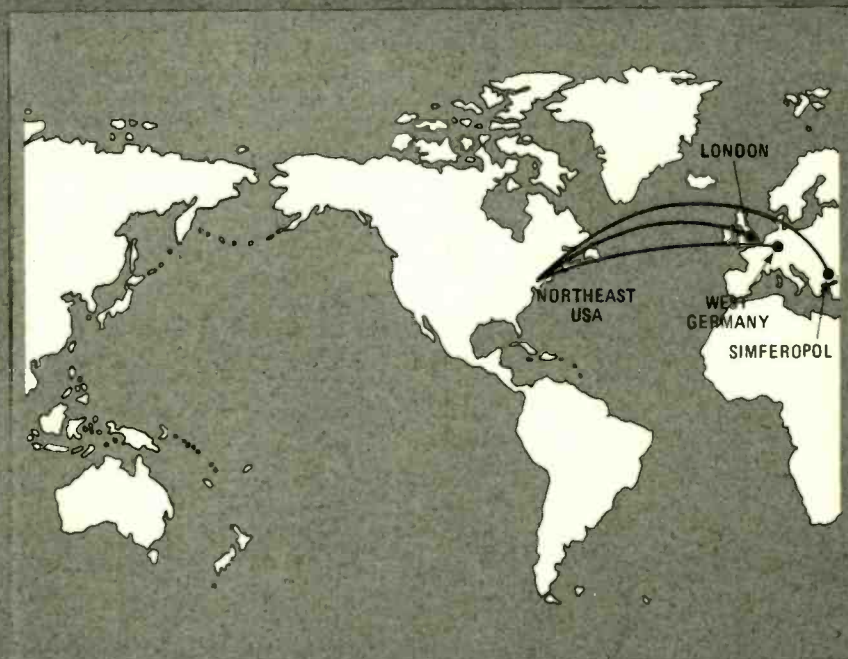 LONDON
NORTHEAST
USA
WEST
GERMANY
SIMFEROPOL